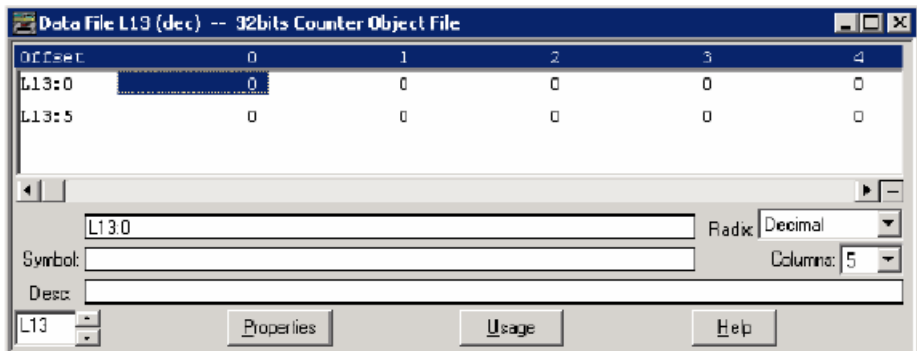 Data File L13 (dec) -- 32bits Counter Object File
Offset 0 1 2 3 4
L13:0 0 0 0 0 0
L13:5 0 0 0 0 0
L13:0
Radix: Decimal
Symbol:
Columns: 5
Desc:
L13
Properties
Usage
Help